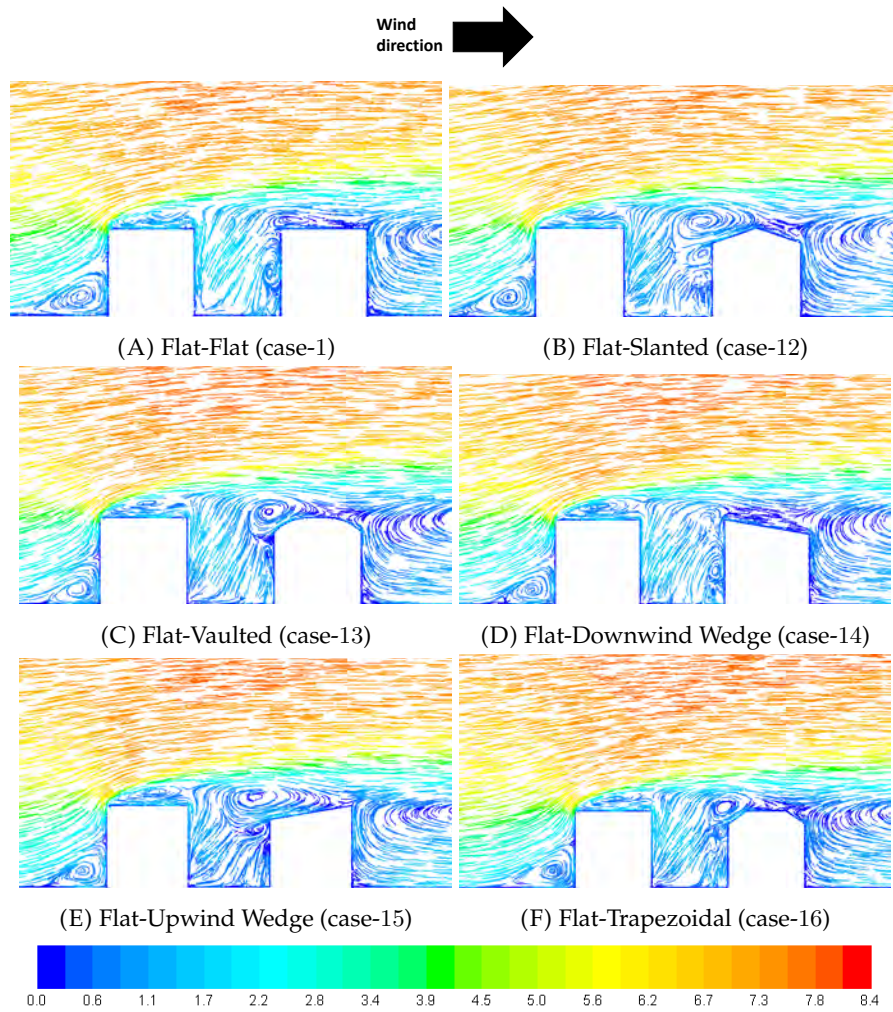 Wind
direction
(A) Flat-Flat (case-1)
(B) Flat-Slanted (case-12)
(C) Flat-Vaulted (case-13)
(D) Flat-Downwind Wedge (case-14)
(E) Flat-Upwind Wedge (case-15)
(F) Flat-Trapezoidal (case-16)
0.0 0.6 1.1 1.7 2.2 2.8 3.4 3.9 4.5 5.0 5.6 6.2 6.7 7.3 7.8 8.4